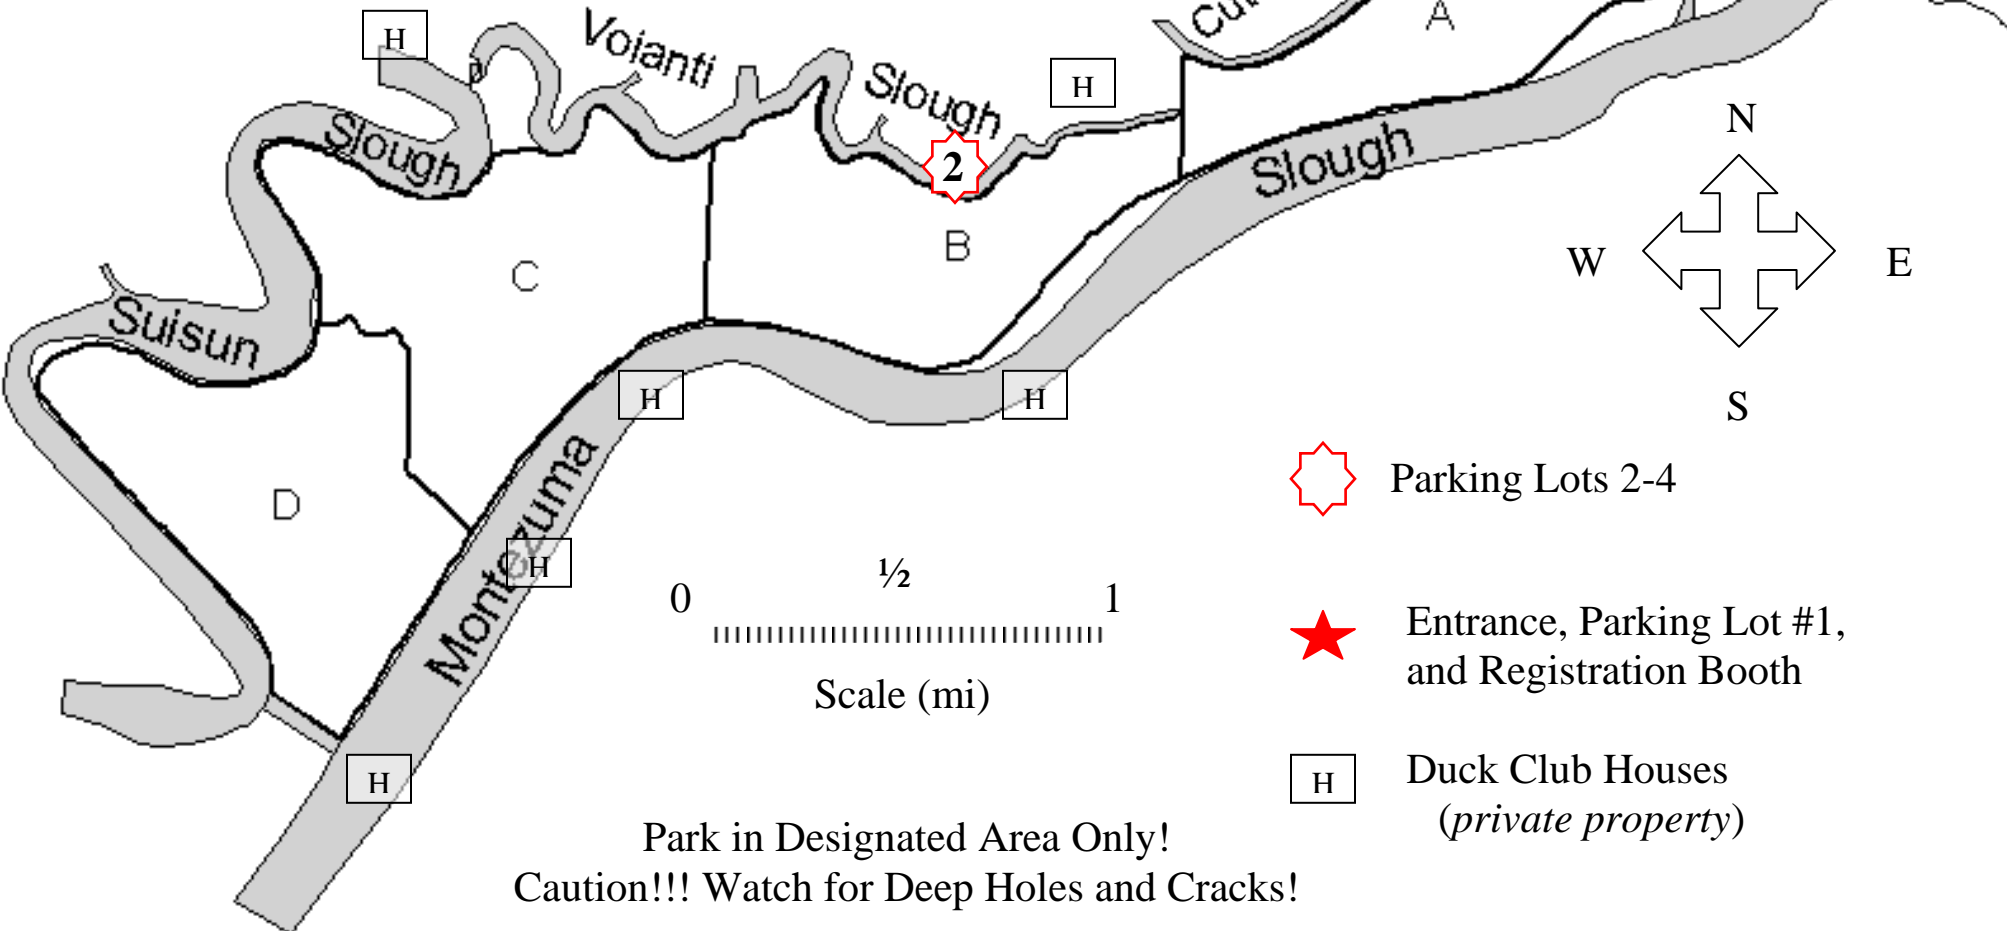 H
Voianti
Slough
H
A
Slough
Slough
2
N
W
E
S
C
B
Suisun
H
H
D
Montezuma
H
H
0
½
1
Scale (mi)
Parking Lots 2-4
Entrance, Parking Lot #1,
and Registration Booth
H
Duck Club Houses
(private property)
Park in Designated Area Only!
Caution!!! Watch for Deep Holes and Cracks!